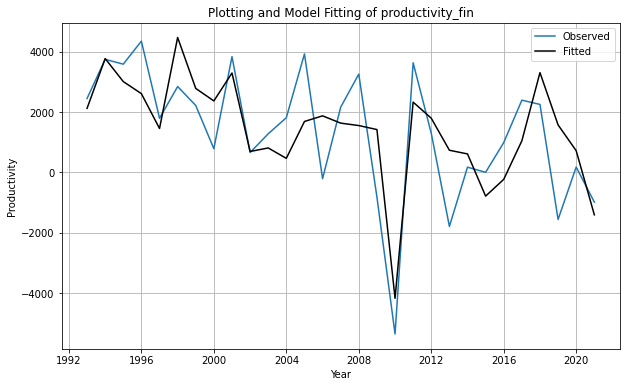 Plotting and Model Fitting of productivity_fin
Observed
Fitted
Productivity
4000
2000
0
−2000
−4000
1992
1996
2000
2004
2008
2012
2016
2020
Year